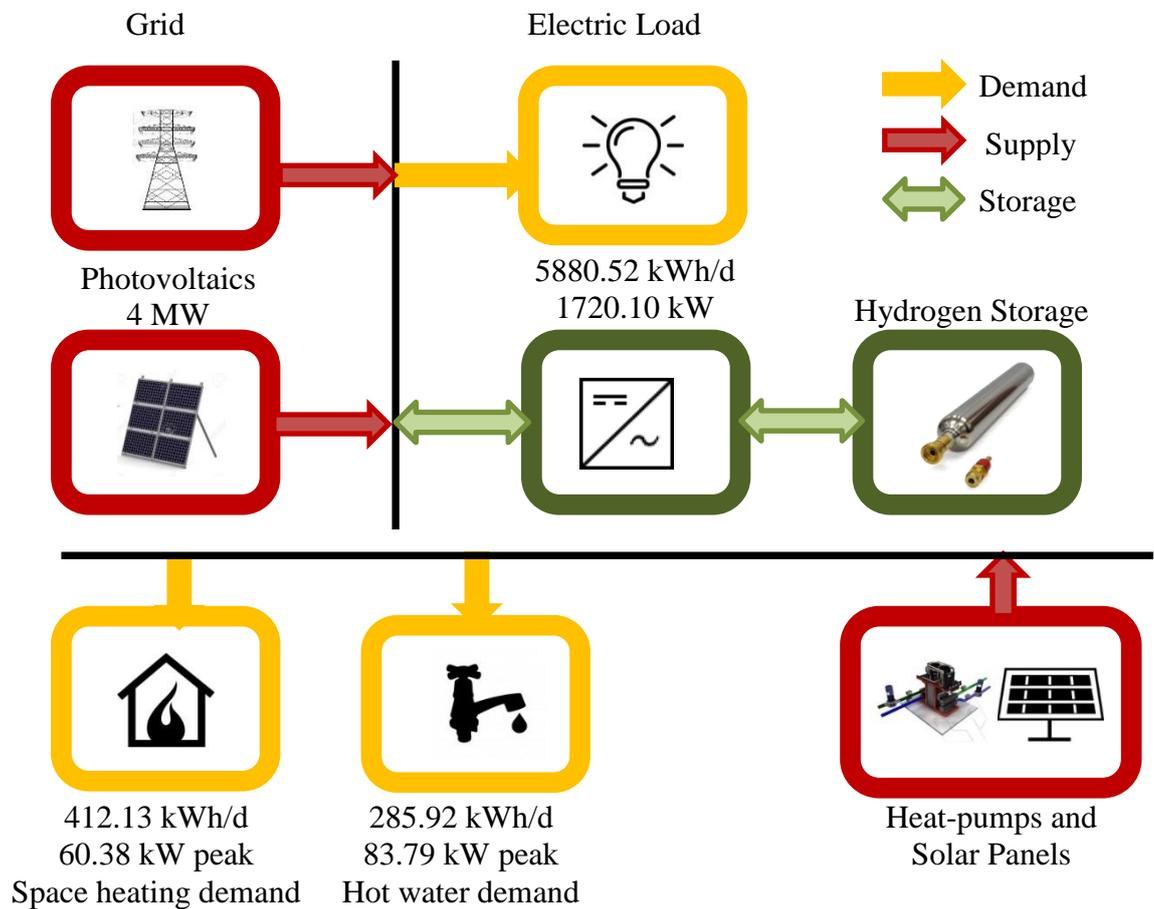 Grid
Electric Load
Demand
Supply
Storage
Photovoltaics
4 MW
5880.52 kWh/d
1720.10 kW
Hydrogen Storage
412.13 kWh/d
60.38 kW peak
Space heating demand
285.92 kWh/d
83.79 kW peak
Hot water demand
Heat-pumps and
Solar Panels